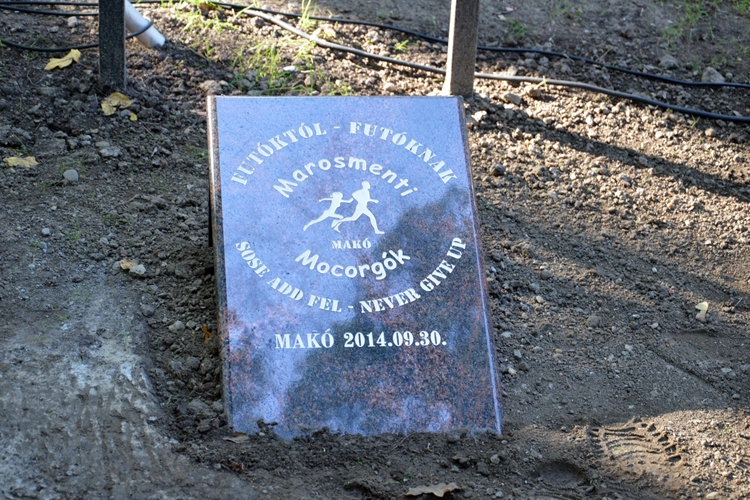 FUTÓKTÓL - FUTÓKNAK
Marosmenti
MAKÓ
Mocorgók
SOSE ADD FEL - NEVER GIVE UP
MAKÓ 2014.09.30.